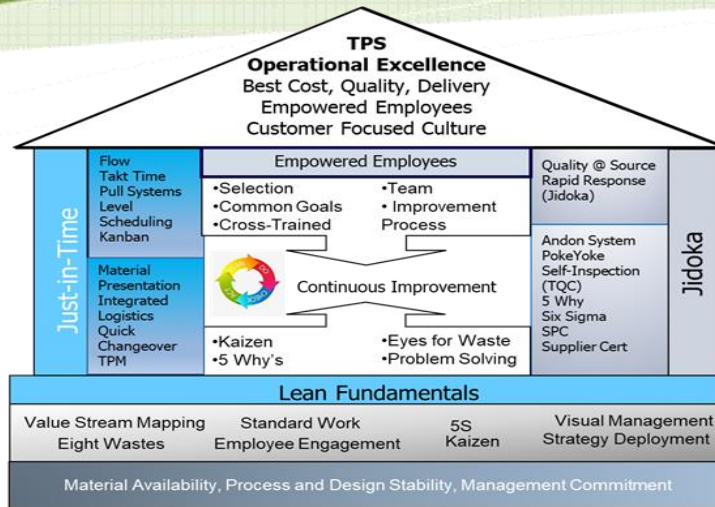 TPS
Operational Excellence
Best Cost, Quality, Delivery
Empowered Employees
Customer Focused Culture
Just-in-Time
Flow
Takt Time
Pull Systems
Level
Scheduling
Kanban
Material
Presentation
Integrated
Logistics
Quick
Changeover
TPM
Empowered Employees
•Selection
•Common Goals
•Cross-Trained
•Team
• Improvement
Process
Continuous Improvement
•Kaizen
•5 Why's
•Eyes for Waste
•Problem Solving
Quality @ Source
Rapid Response
(Jidoka)
Andon System
PokeYoke
Self-Inspection
(TQC)
5 Why
Six Sigma
SPC
Supplier Cert
Jidoka
Lean Fundamentals
Value Stream Mapping
Eight Wastes
Standard Work
Employee Engagement
5S
Kaizen
Visual Management
Strategy Deployment
Material Availability, Process and Design Stability, Management Commitment